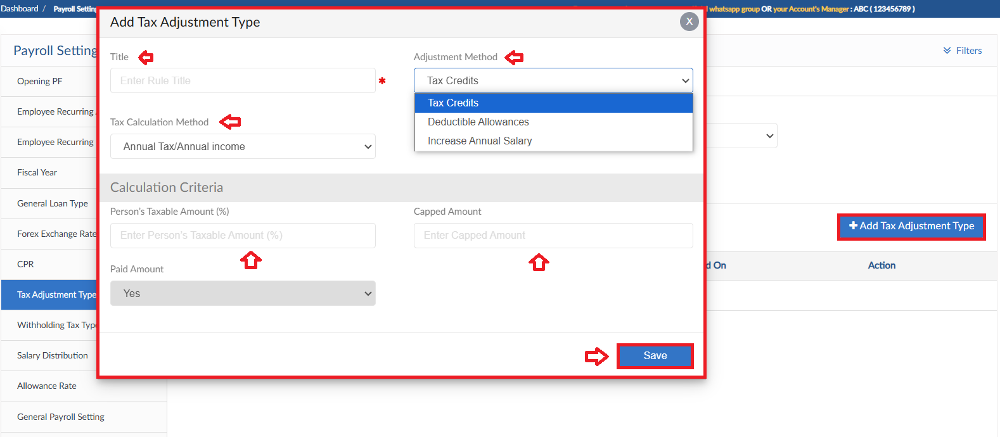 Dashboard / Payroll Setting
whatsapp group OR your Account's Manager : ABC ( 123456789 )
Payroll Setting
Opening PF
Employee Recurring
Employee Recurring
Fiscal Year
General Loan Type
Forex Exchange Rate
CPR
Tax Adjustment Type
Withholding Tax Type
Salary Distribution
Allowance Rate
General Payroll Setting
Add Tax Adjustment Type
X
Title
Enter Rule Title
*
Adjustment Method
Tax Credits
Tax Credits
Deductible Allowances
Increase Annual Salary
Tax Calculation Method
Annual Tax/Annual income
Calculation Criteria
Person's Taxable Amount (%)
Enter Person's Taxable Amount (%)
Capped Amount
Enter Capped Amount
Paid Amount
Yes
Save
Filters
+ Add Tax Adjustment Type
d On
Action